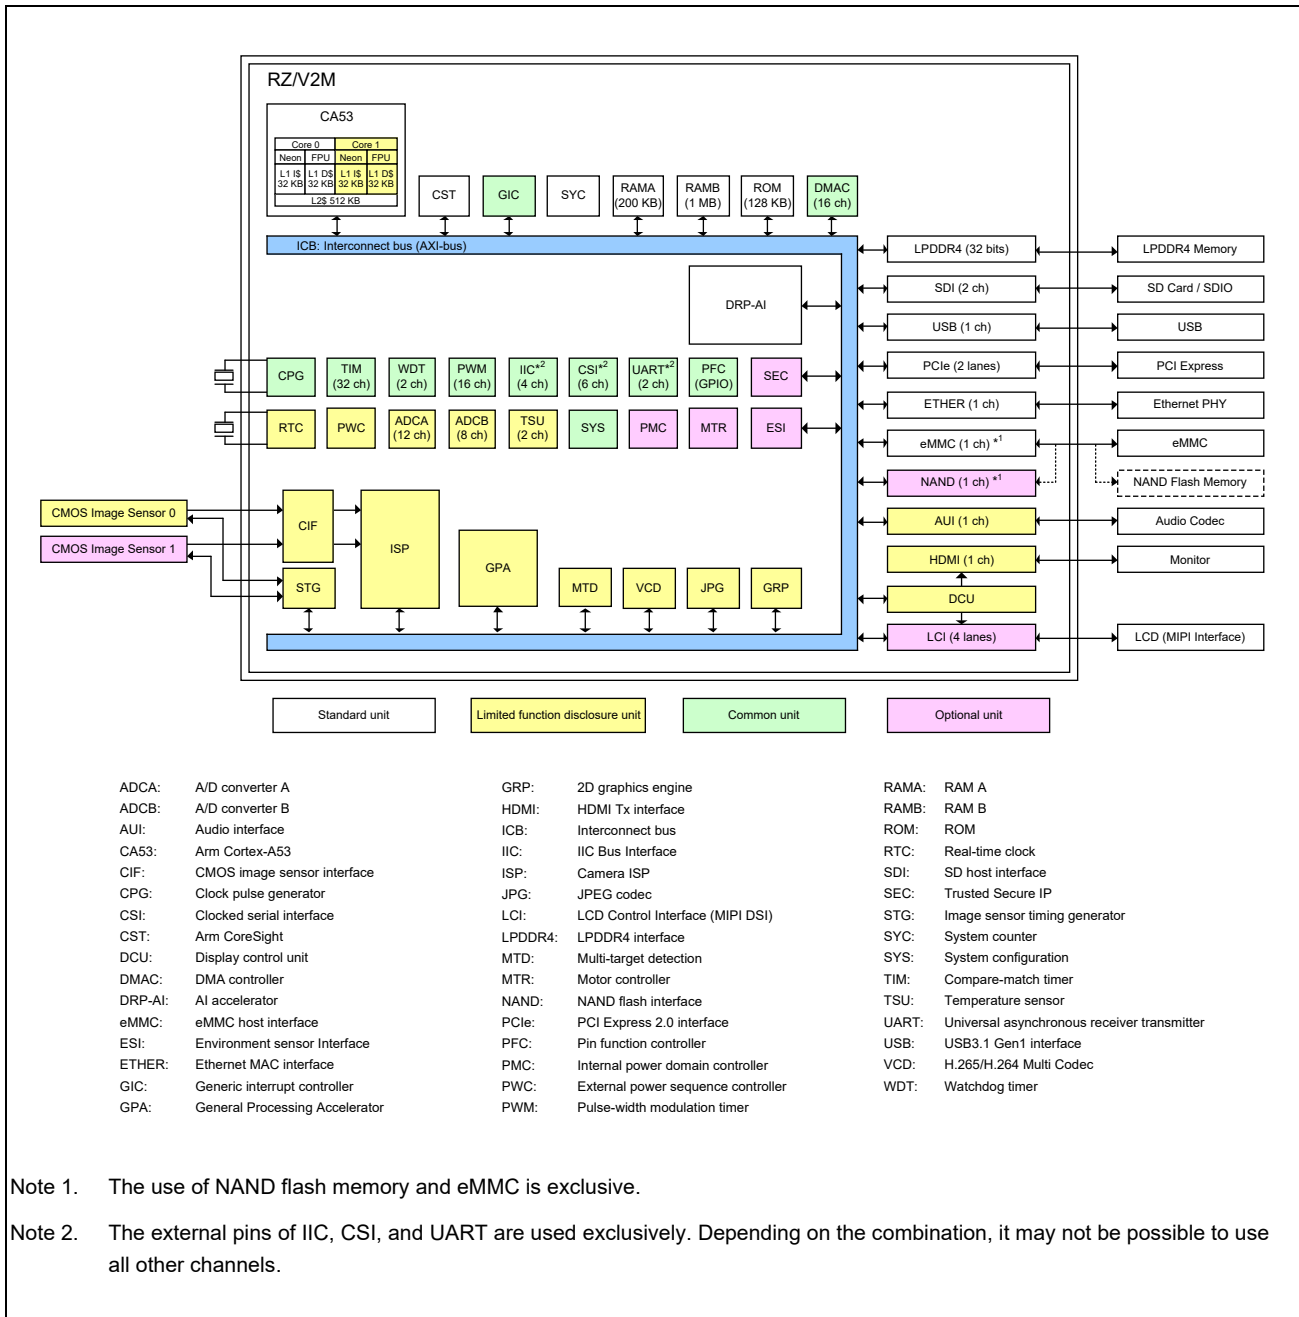 RZ/V2M
CA53
Core 0
Core 1
Neon
FPU
Neon
FPU
L1 I$
32 KB
L1 D$
32 KB
L1 I$
32 KB
L1 D$
32 KB
L2$ 512 KB
CST
GIC
SYC
RAMA
(200 KB)
RAMB
(1 MB)
ROM
(128 KB)
DMAC
(16 ch)
ICB: Interconnect bus (AXI-bus)
LPDDR4 (32 bits)
LPDDR4 Memory
DRP-AI
SDI (2 ch)
SD Card / SDIO
USB (1 ch)
USB
CPG
TIM
(32 ch)
WDT
(2 ch)
PWM
(16 ch)
IIC*2
(4 ch)
CSI*2
(6 ch)
UART*2
(2 ch)
PFC
(GPIO)
SEC
PCIe (2 lanes)
PCI Express
ETHER (1 ch)
Ethernet PHY
RTC
PWC
ADCA
(12 ch)
ADCB
(8 ch)
TSU
(2 ch)
SYS
PMC
MTR
ESI
eMMC (1 ch) *1
eMMC
NAND (1 ch) *1
NAND Flash Memory
CMOS Image Sensor 0
CMOS Image Sensor 1
CIF
ISP
STG
GPA
MTD
VCD
JPG
GRP
AUI (1 ch)
Audio Codec
HDMI (1 ch)
Monitor
DCU
LCI (4 lanes)
LCD (MIPI Interface)
Standard unit
Limited function disclosure unit
Common unit
Optional unit
ADCA: A/D converter A
ADCB: A/D converter B
AUI: Audio interface
CA53: Arm Cortex-A53
CIF: CMOS image sensor interface
CPG: Clock pulse generator
CSI: Clocked serial interface
CST: Arm CoreSight
DCU: Display control unit
DMAC: DMA controller
DRP-AI: AI accelerator
eMMC: eMMC host interface
ESI: Environment sensor Interface
ETHER: Ethernet MAC interface
GIC: Generic interrupt controller
GPA: General Processing Accelerator
GRP: 2D graphics engine
HDMI: HDMI Tx interface
ICB: Interconnect bus
IIC: IIC Bus Interface
ISP: Camera ISP
JPG: JPEG codec
LCI: LCD Control Interface (MIPI DSI)
LPDDR4: LPDDR4 interface
MTD: Multi-target detection
MTR: Motor controller
NAND: NAND flash interface
PCIe: PCI Express 2.0 interface
PFC: Pin function controller
PMC: Internal power domain controller
PWC: External power sequence controller
PWM: Pulse-width modulation timer
RAMA: RAM A
RAMB: RAM B
ROM: ROM
RTC: Real-time clock
SDI: SD host interface
SEC: Trusted Secure IP
STG: Image sensor timing generator
SYC: System counter
SYS: System configuration
TIM: Compare-match timer
TSU: Temperature sensor
UART: Universal asynchronous receiver transmitter
USB: USB3.1 Gen1 interface
VCD: H.265/H.264 Multi Codec
WDT: Watchdog timer
Note 1. The use of NAND flash memory and eMMC is exclusive.
Note 2. The external pins of IIC, CSI, and UART are used exclusively. Depending on the combination, it may not be possible to use
all other channels.